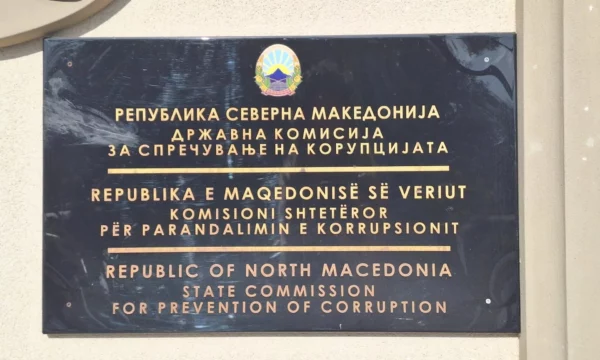 РЕПУБЛИКА СЕВЕРНА МАКЕДОНИЈА
ДРЖАВНА КОМИСИЈА
ЗА СПРЕЧУВАЊЕ НА КОРУПЦИЈАТА
REPUBLIKA E MAQEDONISË SË VERIUT
KOMISIONI SHTETËROR
PËR PARANDALIMIN E KORRUPSIONIT
REPUBLIC OF NORTH MACEDONIA
STATE COMMISSION
FOR PREVENTION OF CORRUPTION